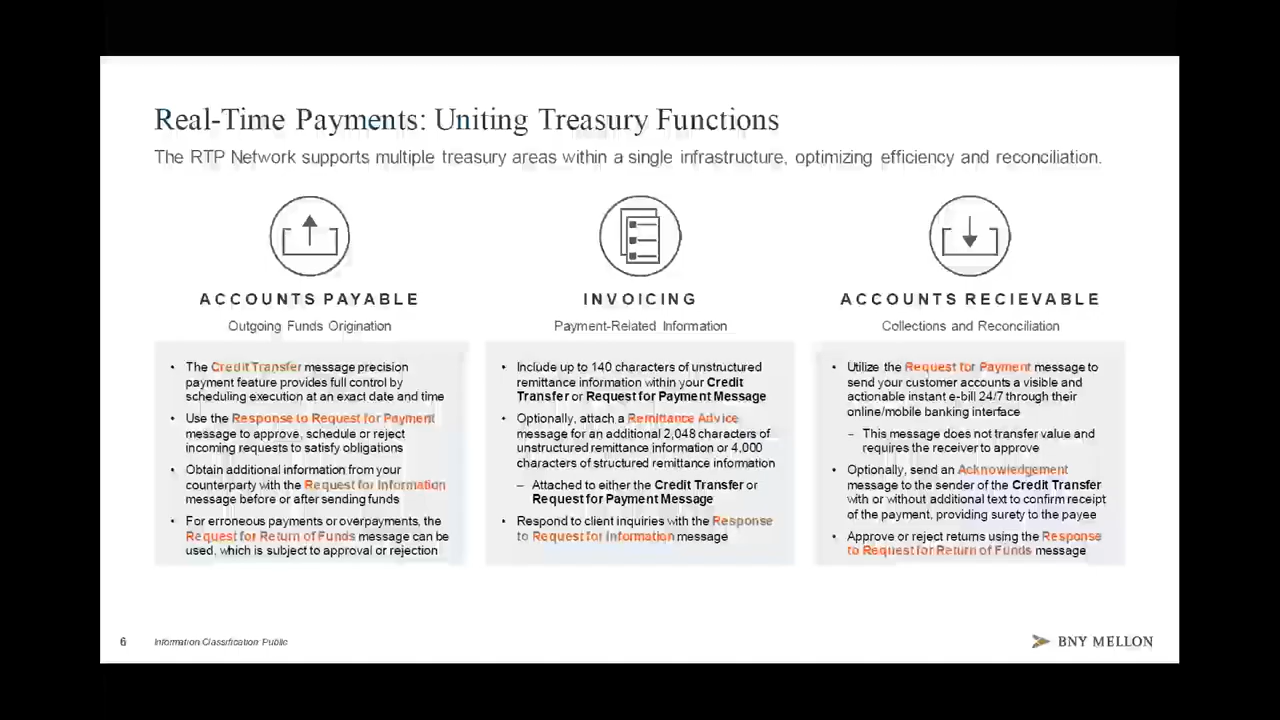 Real-Time Payments: Uniting Treasury Functions
The RTP Network supports multiple treasury areas within a single infrastructure, optimizing efficiency and reconciliation.
ACCOUNTS PAYABLE
Outgoing Funds Origination
• The Credit Transfer message precision
payment feature provides full control by
scheduling execution at an exact date and time
• Use the Response to Request for Payment
message to approve, schedule or reject
incoming requests to satisfy obligations
• Obtain additional information from your
counterparty with the Request for Information
message before or after sending funds
• For erroneous payments or overpayments, the
Request for Return of Funds message can be
used, which is subject to approval or rejection
INVOICING
Payment-Related Information
• Include up to 140 characters of unstructured
remittance information within your Credit
Transfer or Request for Payment Message
• Optionally, attach a Remittance Advice
message for an additional 2,048 characters of
unstructured remittance information or 4,000
characters of structured remittance information
– Attached to either the Credit Transfer or
Request for Payment Message
• Respond to client inquiries with the Response
to Request for Information message
ACCOUNTS RECIEVABLE
Collections and Reconciliation
• Utilize the Request for Payment message to
send your customer accounts a visible and
actionable instant e-bill 24/7 through their
online/mobile banking interface
– This message does not transfer value and
requires the receiver to approve
• Optionally, send an Acknowledgement
message to the sender of the Credit Transfer
with or without additional text to confirm receipt
of the payment, providing surety to the payee
• Approve or reject returns using the Response
to Request for Return of Funds message
6
Information Classification: Public
BNY MELLON